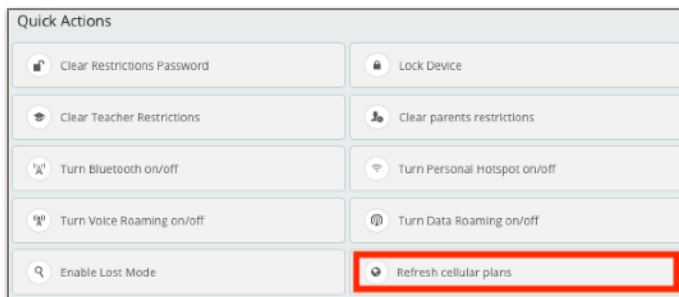 Quick Actions
Clear Restrictions Password
Lock Device
Clear Teacher Restrictions
Clear parents restrictions
Turn Bluetooth on/off
Turn Personal Hotspot on/off
Turn Voice Roaming on/off
Turn Data Roaming on/off
Enable Lost Mode
Refresh cellular plans